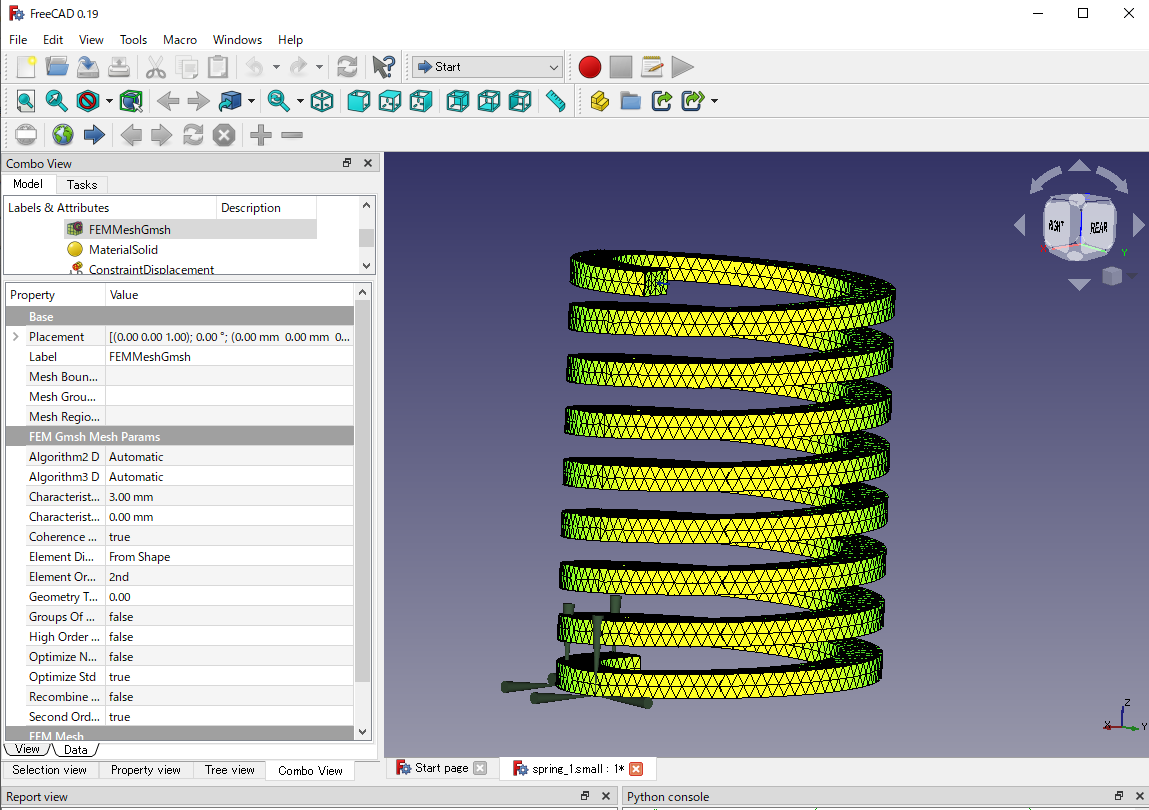 FreeCAD 0.19
File Edit View Tools Macro Windows Help
Start
Combo View
Model Tasks
Labels & Attributes Description
FEMMeshGmsh
MaterialSolid
ConstraintDisplacement
Property Value
Base
Placement [(0.00 0.00 1.00); 0.00 °; (0.00 mm 0.00 mm 0...
Label FEMMeshGmsh
Mesh Boun...
Mesh Grou...
Mesh Regio...
FEM Gmsh Mesh Params
Algorithm2 D Automatic
Algorithm3 D Automatic
Characterist... 3.00 mm
Characterist... 0.00 mm
Coherence ... true
Element Di... From Shape
Element Or... 2nd
Geometry T... 0.00
Groups Of ... false
High Order ... false
Optimize N... false
Optimize Std true
Recombine ... false
Second Ord... true
FEM Mesh
View Data
Selection view Property view Tree view Combo View
Report view
RIGHT REAR
Y
Z
X Y
Start page spring_1.small : 1*
Python console